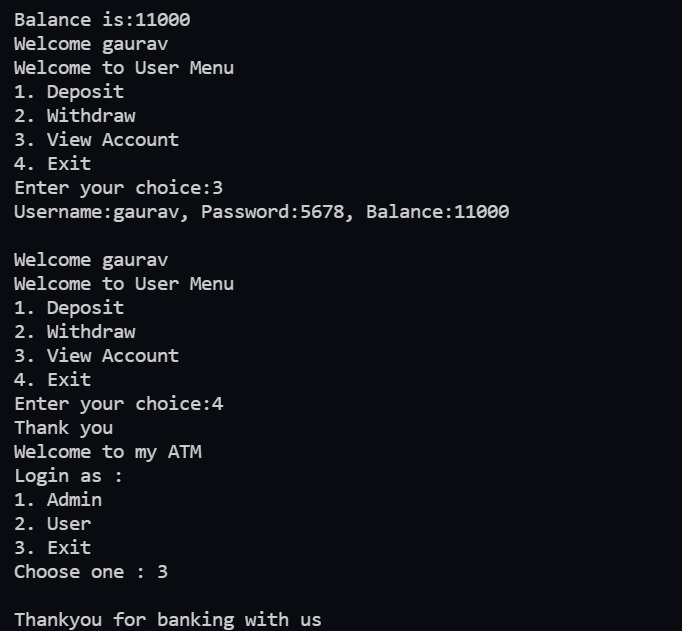 Balance is:11000
Welcome gaurav
Welcome to User Menu
1. Deposit
2. Withdraw
3. View Account
4. Exit
Enter your choice:3
Username:gaurav, Password:5678, Balance:11000

Welcome gaurav
Welcome to User Menu
1. Deposit
2. Withdraw
3. View Account
4. Exit
Enter your choice:4
Thank you
Welcome to my ATM
Login as :
1. Admin
2. User
3. Exit
Choose one : 3

Thankyou for banking with us